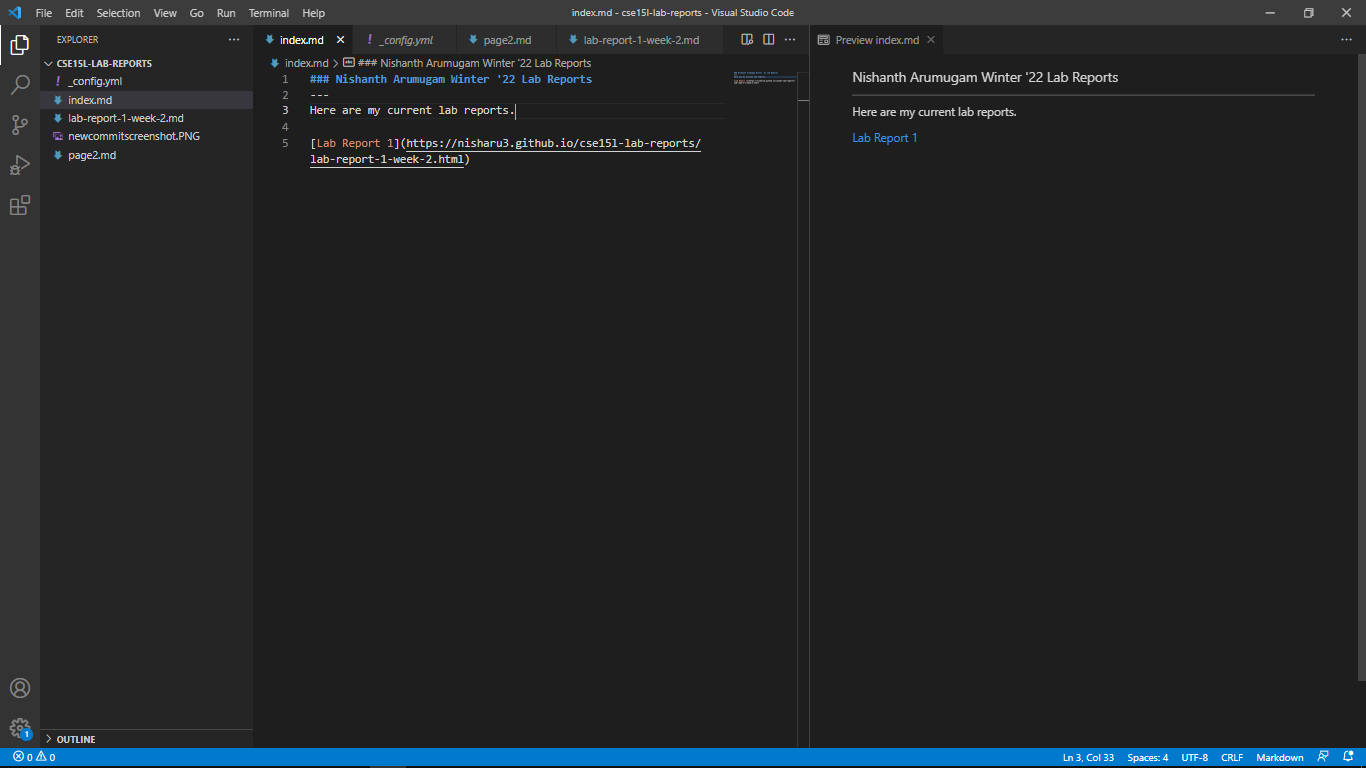 File Edit Selection View Go Run Terminal Help
index.md - cse15l-lab-reports - Visual Studio Code
EXPLORER
CSE15L-LAB-REPORTS
_config.yml
index.md
lab-report-1-week-2.md
newcommitscreenshot.PNG
page2.md
OUTLINE
index.md _config.yml page2.md lab-report-1-week-2.md
index.md > ### Nishanth Arumugam Winter '22 Lab Reports
1 ### Nishanth Arumugam Winter '22 Lab Reports
2 ---
3 Here are my current lab reports.
4
5 [Lab Report 1](https://nisharu3.github.io/cse15l-lab-reports/
lab-report-1-week-2.html)
Preview index.md
Nishanth Arumugam Winter '22 Lab Reports
Here are my current lab reports.
Lab Report 1
1
0 0
Ln 3, Col 33 Spaces: 4 UTF-8 CRLF Markdown